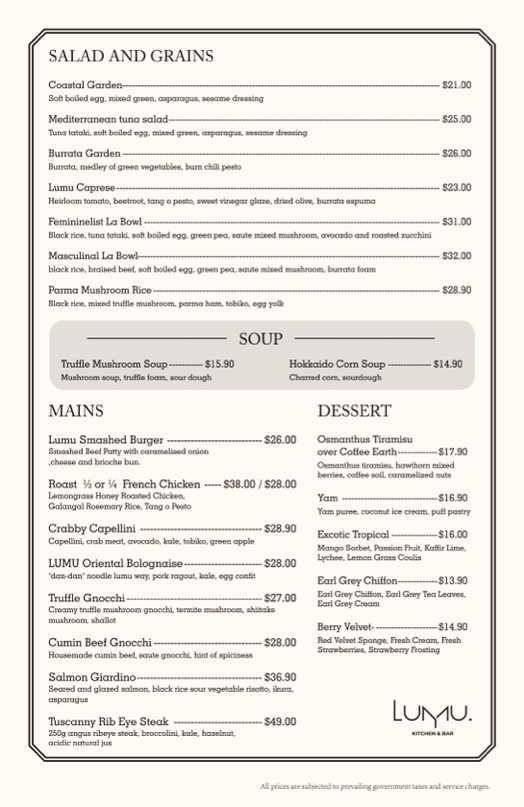 SALAD AND GRAINS
Coastal Garden $21.00
Soft boiled egg, mixed green, asparagus, sesame dressing
Mediterranean tuna salad $25.00
Tuna tataki, soft boiled egg, mixed green, asparagus, sesame dressing
Burrata Garden $26.00
Burrata, medley of green vegetables, burn chili pesto
Lumu Caprese $23.00
Heirloom tomato, beetroot, tang o pesto, sweet vinegar glaze, dried olive, burrata espuma
Femininelist La Bowl $31.00
Black rice, tuna tataki, soft boiled egg, green pea, saute mixed mushroom, avocado and roasted zucchini
Masculinal La Bowl $32.00
black rice, braised beef, soft boiled egg, green pea, saute mixed mushroom, burrata foam
Parma Mushroom Rice $28.90
Black rice, mixed truffle mushroom, parma ham, tobiko, egg yolk
SOUP
Truffle Mushroom Soup $15.90
Mushroom soup, truffle foam, sour dough
Hokkaido Corn Soup $14.90
Charred corn, sourdough
MAINS
Lumu Smashed Burger $26.00
Smashed Beef Patty with caramelised onion
,cheese and brioche bun.
Roast ½ or ¼ French Chicken $38.00 / $28.00
Lemongrass Honey Roasted Chicken,
Galangal Rosemary Rice, Tang o Pesto
Crabby Capellini $28.90
Capellini, crab meat, avocado, kale, tobiko, green apple
LUMU Oriental Bolognaise $28.00
"dan-dan" noodle lumu way, pork ragout, kale, egg confit
Truffle Gnocchi $27.00
Creamy truffle mushroom gnocchi, termite mushroom, shiitake
mushroom, shallot
Cumin Beef Gnocchi $28.00
Housemade cumin beef, saute gnocchi, hint of spiciness
Salmon Giardino $36.90
Seared and glazed salmon, black rice sour vegetable risotto, ikura,
asparagus
Tuscanny Rib Eye Steak $49.00
250g angus ribeye steak, broccolini, kale, hazelnut,
acidic natural jus
DESSERT
Osmanthus Tiramisu
over Coffee Earth $17.90
Osmanthus tiramisu, hawthorn mixed
berries, coffee soil, caramelized nuts
Yam $16.90
Yam puree, coconut ice cream, puff pastry
Excotic Tropical $16.00
Mango Sorbet, Passion Fruit, Kaffir Lime,
Lychee, Lemon Grass Coulis
Earl Grey Chiffon $13.90
Earl Grey Chiffon, Earl Grey Tea Leaves,
Earl Grey Cream
Berry Velvet- $14.90
Red Velvet Sponge, Fresh Cream, Fresh
Strawberries, Strawberry Frosting
LUMU.
KITCHEN & BAR
All prices are subjected to prevailing government taxes and service charges.